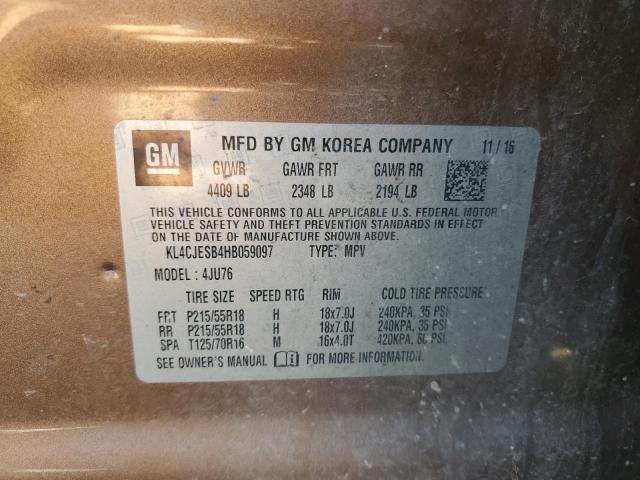 GM
MFD BY GM KOREA COMPANY 11/16
GVWR GAWR FRT GAWR RR
4409 LB 2348 LB 2194 LB
THIS VEHICLE CONFORMS TO ALL APPLICABLE U.S. FEDERAL MOTOR
VEHICLE SAFETY AND THEFT PREVENTION STANDARDS IN
EFFECT ON THE DATE OF MANUFACTURE SHOWN ABOVE.
KL4CJESB4HB059097 TYPE: MPV
MODEL: 4JU76
TIRE SIZE SPEED RTG RIM COLD TIRE PRESSURE
FRT P215/55R18 H 18x7.0J 240KPA, 35 PSI
RR P215/55R18 H 18x7.0J 240KPA, 35 PSI
SPA T125/70R16 M 16x4.0T 420KPA, 60 PSI
SEE OWNER'S MANUAL FOR MORE INFORMATION.